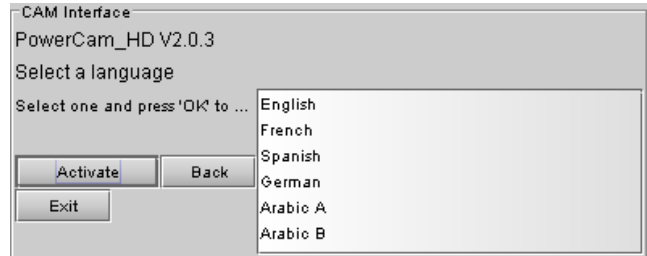 CAM Interface
PowerCam_HD V2.0.3
Select a language
Select one and press 'OK' to ...
English
French
Spanish
German
Arabic A
Arabic B
Activate
Back
Exit